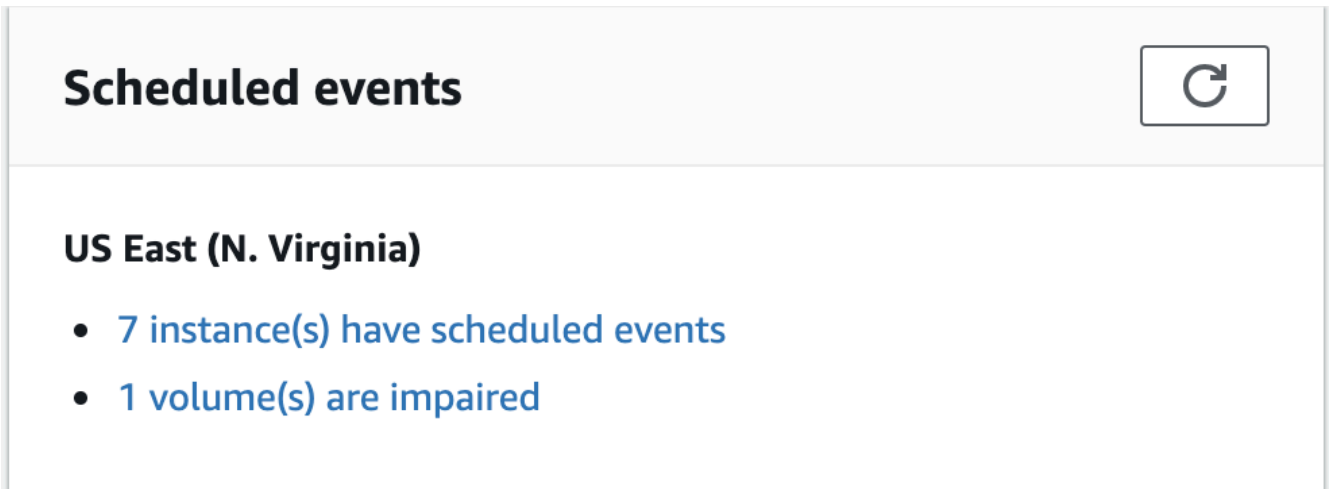 Scheduled events
US East (N. Virginia)
7 instance(s) have scheduled events
1 volume(s) are impaired